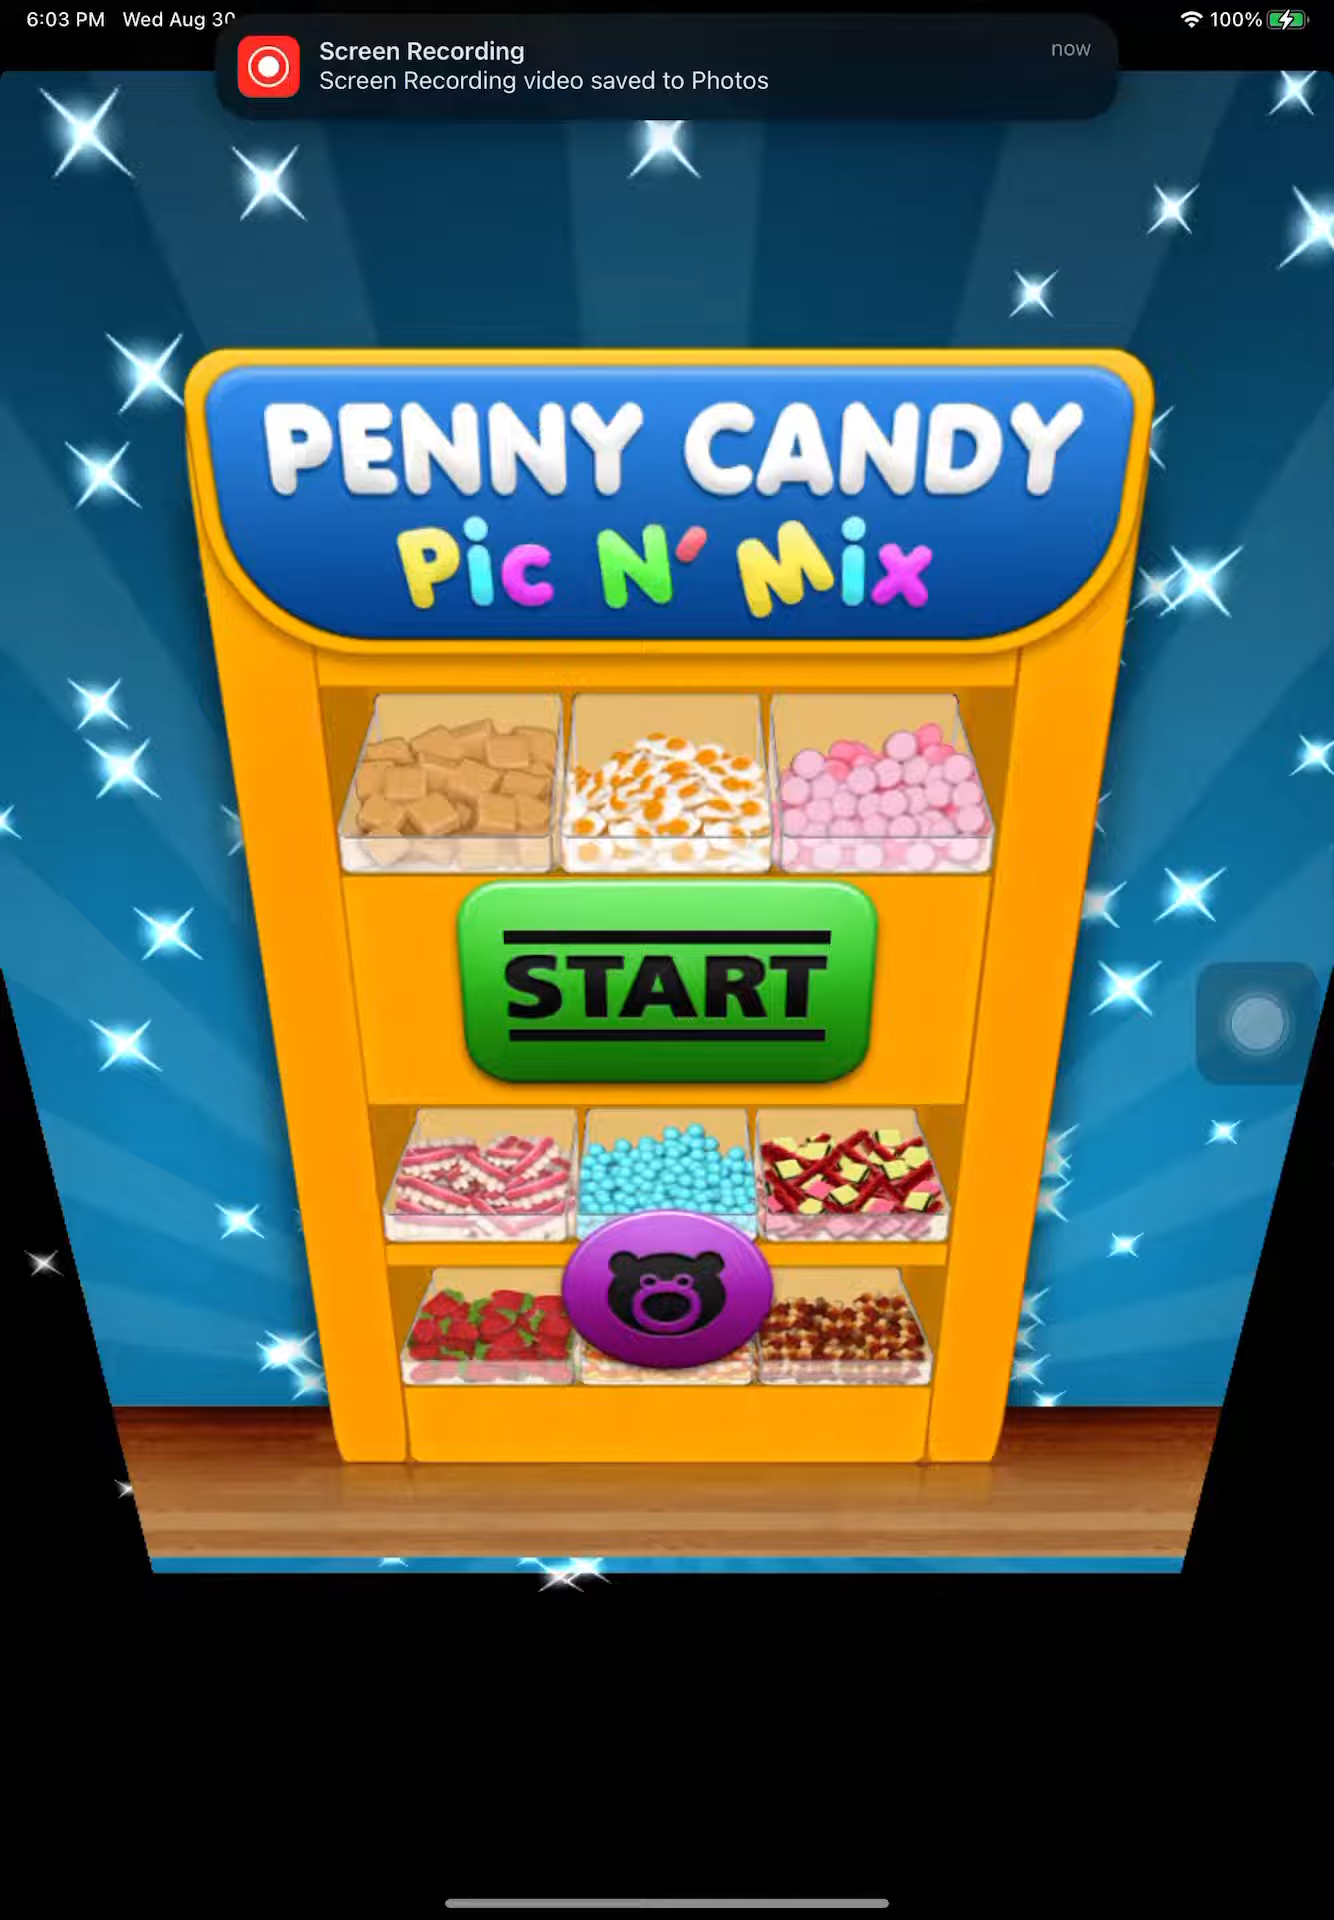 6:03 PM Wed Aug 30
100%
Screen Recording
now
Screen Recording video saved to Photos
PENNY CANDY
Pic N' Mix
START